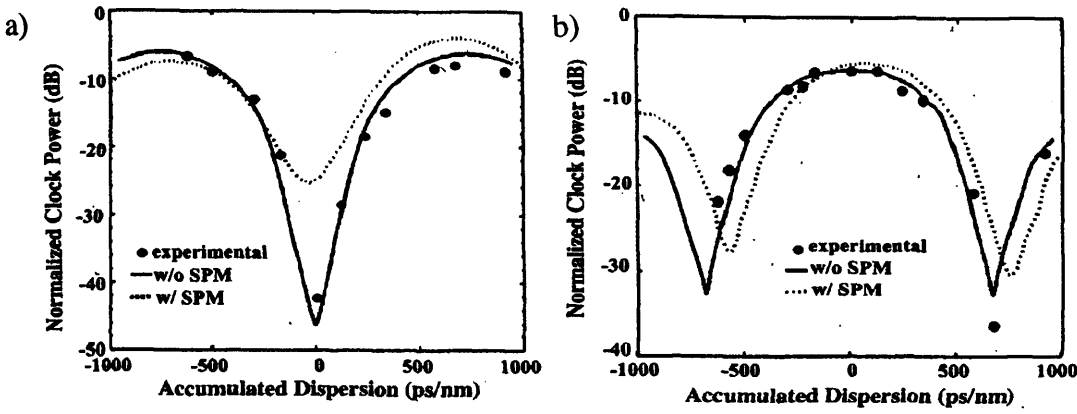 a)
Normalized Clock Power (dB)
0
-10
-20
-30
-40
-50
experimental
w/o SPM
w/ SPM
-1000 -500 0 500 1000
Accumulated Dispersion (ps/nm)
b)
Normalized Clock Power (dB)
0
-10
-20
-30
-40
experimental
w/o SPM
w/ SPM
-1000 -500 0 500 1000
Accumulated Dispersion (ps/nm)